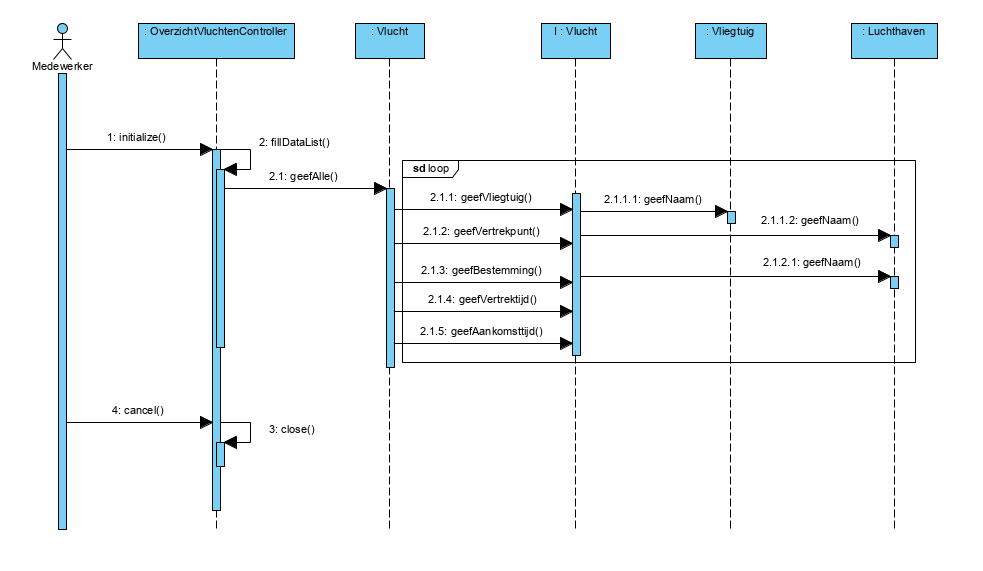 Medewerker
: OverzichtVluchtenController
: Vlucht
l : Vlucht
: Vliegtuig
: Luchthaven
1: initialize()
2: fillDataList()
2.1: geefAlle()
sd loop
2.1.1: geefVliegtuig()
2.1.1.1: geefNaam()
2.1.2: geefVertrekpunt()
2.1.1.2: geefNaam()
2.1.3: geefBestemming()
2.1.2.1: geefNaam()
2.1.4: geefVertrektijd()
2.1.5: geefAankomsttijd()
4: cancel()
3: close()